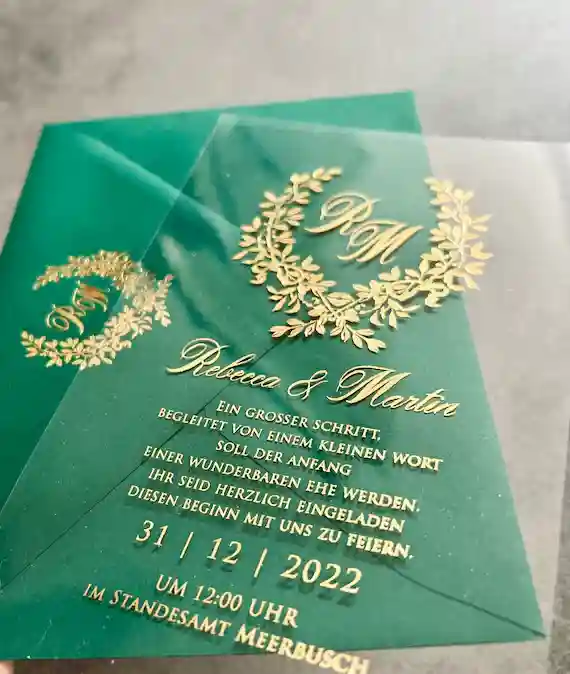 RM
RM
Rebecca & Martin
EIN GROSSER SCHRITT,
BEGLEITET VON EINEM KLEINEN WORT
SOLL DER ANFANG
EINER WUNDERBAREN EHE WERDEN.
IHR SEID HERZLICH EINGELADEN
DIESEN BEGINN MIT UNS ZU FEIERN.
31 | 12 | 2022
UM 12:00 UHR
IM STANDESAMT MEERBUSCH